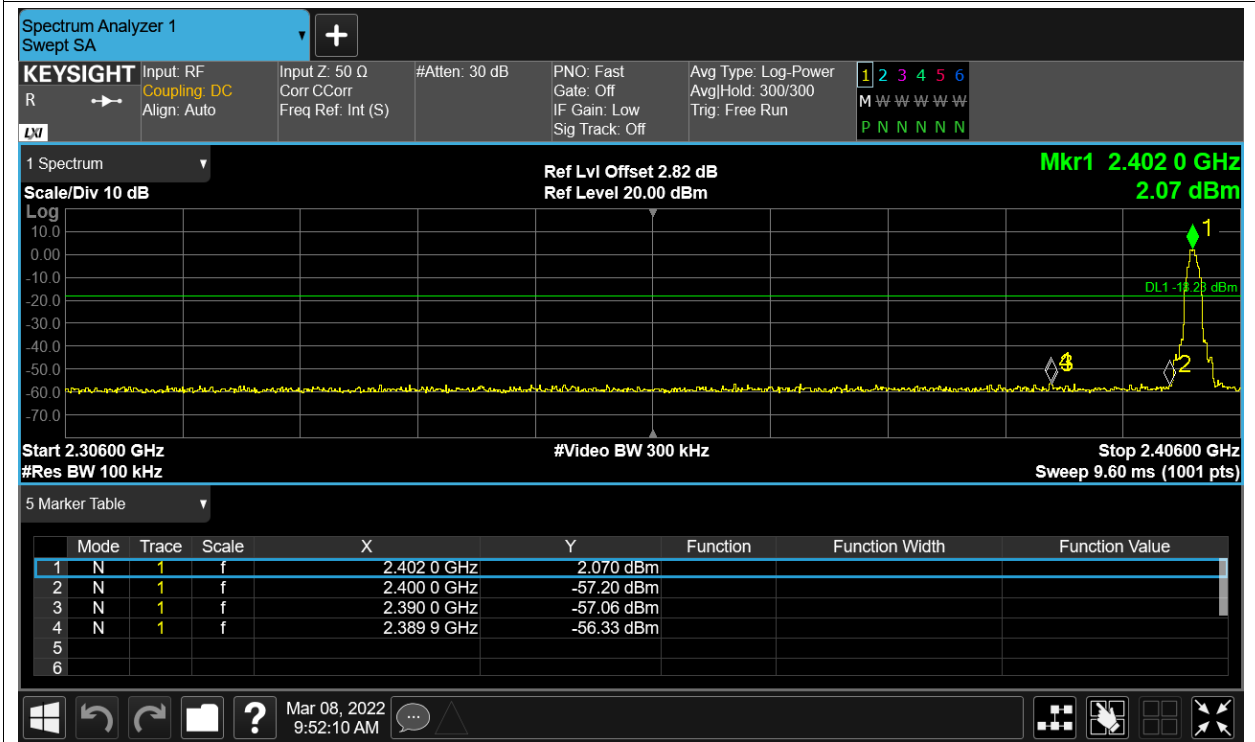 Spectrum Analyzer 1
Swept SA
+
KEYSIGHT Input: RF Input Z: 50 Ω #Atten: 30 dB PNO: Fast Avg Type: Log-Power 1 2 3 4 5 6
R Coupling: DC Corr CCorr Gate: Off Avg|Hold: 300/300 M W W W W W
Align: Auto Freq Ref: Int (S) IF Gain: Low Trig: Free Run
LXI Sig Track: Off P N N N N N
1 Spectrum Ref Lvl Offset 2.82 dB Mkr1 2.402 0 GHz
Scale/Div 10 dB Ref Level 20.00 dBm 2.07 dBm
Log
10.0 1
0.00
-10.0
DL1 -18.23 dBm
-20.0
-30.0
-40.0
-50.0 2
-60.0
-70.0
Start 2.30600 GHz #Video BW 300 kHz Stop 2.40600 GHz
#Res BW 100 kHz Sweep 9.60 ms (1001 pts)
5 Marker Table
Mode Trace Scale X Y Function Function Width Function Value
1 N 1 f 2.402 0 GHz 2.070 dBm
2 N 1 f 2.400 0 GHz -57.20 dBm
3 N 1 f 2.390 0 GHz -57.06 dBm
4 N 1 f 2.389 9 GHz -56.33 dBm
5
6
? Mar 08, 2022
9:52:10 AM